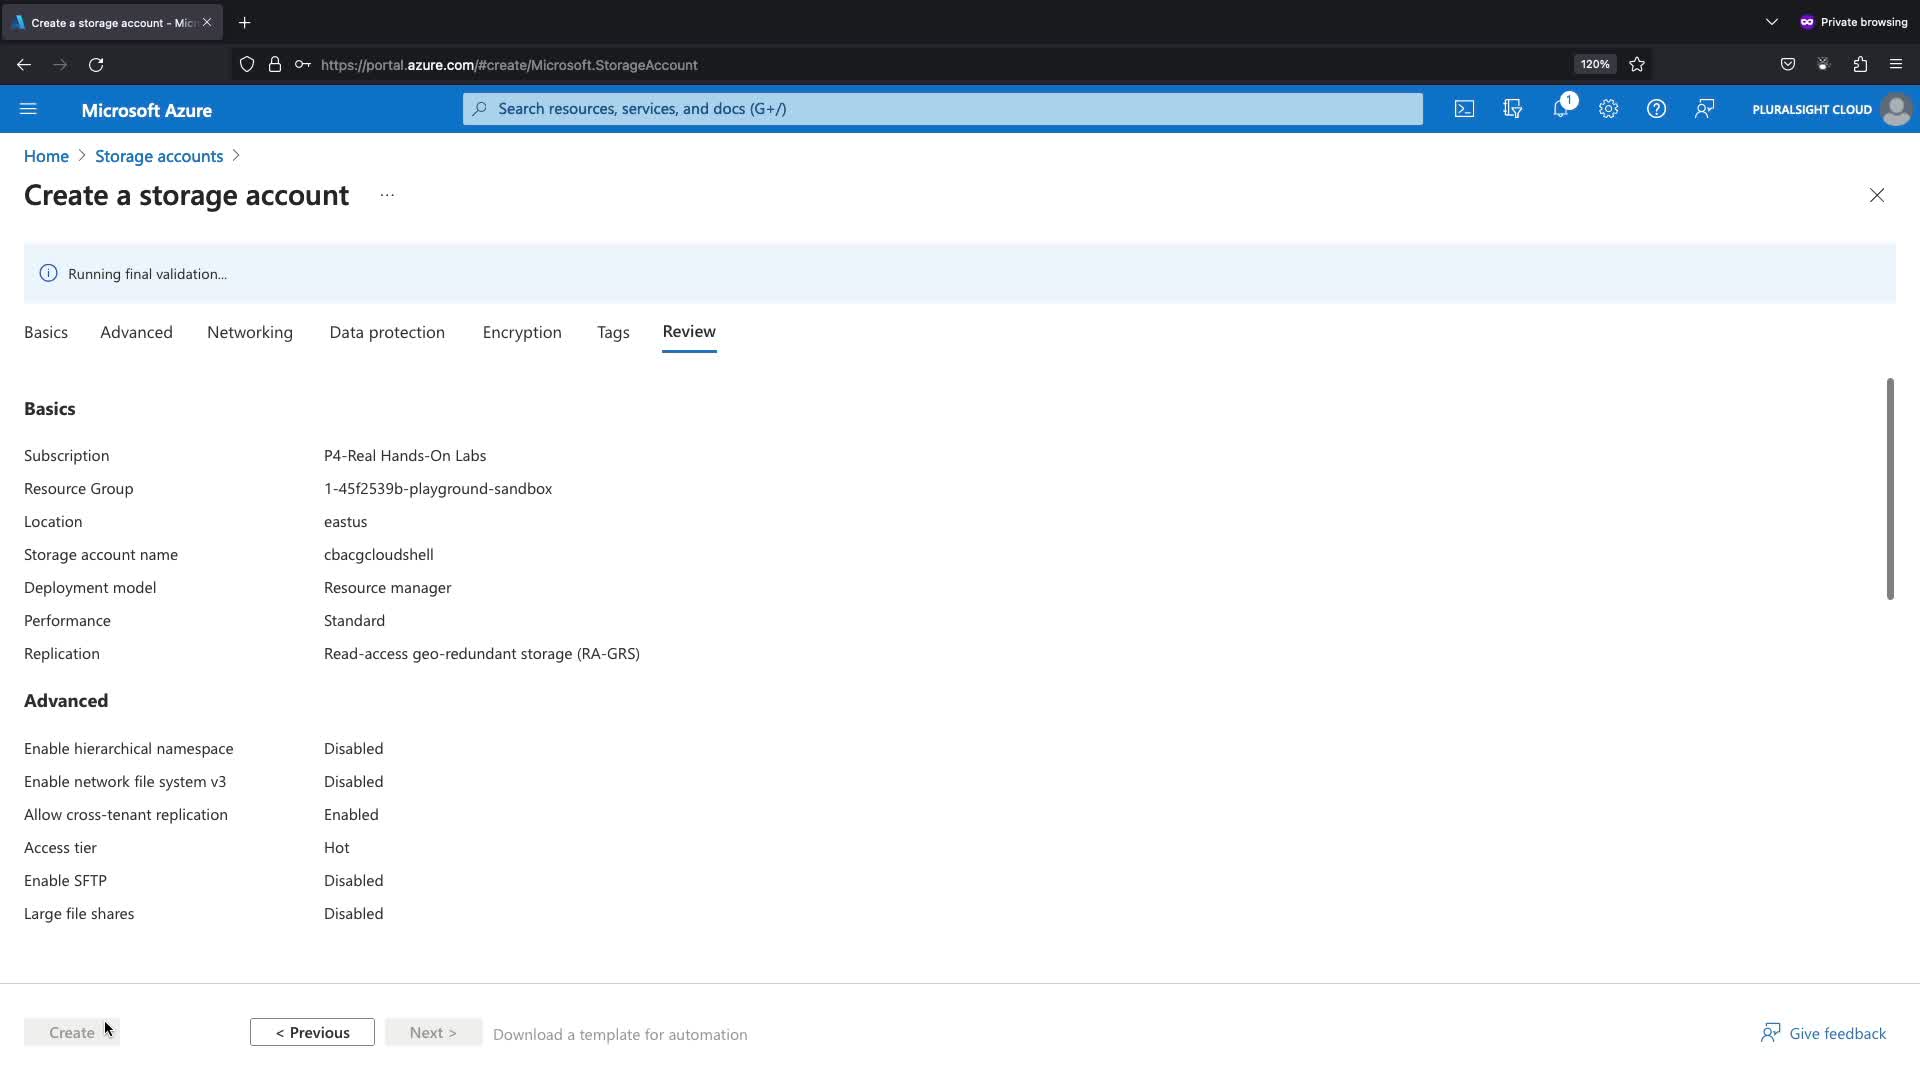 Create a storage account - Mic
Private browsing
https://portal.azure.com/#create/Microsoft.StorageAccount
120%
Microsoft Azure
Search resources, services, and docs (G+/)
1
PLURALSIGHT CLOUD
Home > Storage accounts >
Create a storage account ...
Running final validation...
Basics Advanced Networking Data protection Encryption Tags Review
Basics
Subscription P4-Real Hands-On Labs
Resource Group 1-45f2539b-playground-sandbox
Location eastus
Storage account name cbacgcloudshell
Deployment model Resource manager
Performance Standard
Replication Read-access geo-redundant storage (RA-GRS)
Advanced
Enable hierarchical namespace Disabled
Enable network file system v3 Disabled
Allow cross-tenant replication Enabled
Access tier Hot
Enable SFTP Disabled
Large file shares Disabled
Create < Previous Next > Download a template for automation Give feedback